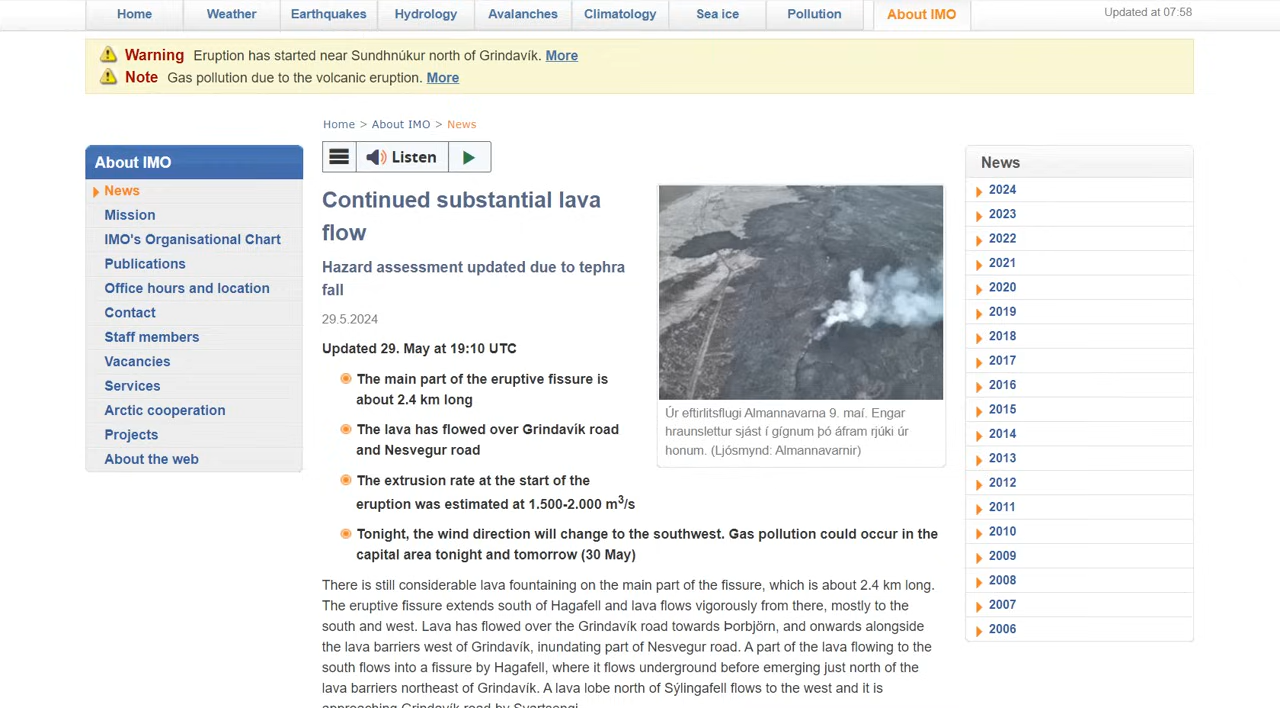 Home Weather Earthquakes Hydrology Avalanches Climatology Sea ice Pollution About IMO Updated at 07:58
Warning Eruption has started near Sundhnúkur north of Grindavík. More
Note Gas pollution due to the volcanic eruption. More
Home > About IMO > News
About IMO
News
Mission
IMO's Organisational Chart
Publications
Office hours and location
Contact
Staff members
Vacancies
Services
Arctic cooperation
Projects
About the web
Listen
Continued substantial lava
flow
Hazard assessment updated due to tephra
fall
29.5.2024
Updated 29. May at 19:10 UTC
The main part of the eruptive fissure is
about 2.4 km long
The lava has flowed over Grindavík road
and Nesvegur road
The extrusion rate at the start of the
eruption was estimated at 1.500-2.000 m³/s
Tonight, the wind direction will change to the southwest. Gas pollution could occur in the
capital area tonight and tomorrow (30 May)
There is still considerable lava fountaining on the main part of the fissure, which is about 2.4 km long.
The eruptive fissure extends south of Hagafell and lava flows vigorously from there, mostly to the
south and west. Lava has flowed over the Grindavík road towards Þorbjörn, and onwards alongside
the lava barriers west of Grindavík, inundating part of Nesvegur road. A part of the lava flowing to the
south flows into a fissure by Hagafell, where it flows underground before emerging just north of the
lava barriers northeast of Grindavík. A lava lobe north of Sýlingafell flows to the west and it is
approaching Grindavík road by Svartsengi.
Úr eftirlitsflugi Almannavarna 9. maí. Engar
hraunslettur sjást í gígnum þó áfram rjúki úr
honum. (Ljósmynd: Almannavarnir)
News
2024
2023
2022
2021
2020
2019
2018
2017
2016
2015
2014
2013
2012
2011
2010
2009
2008
2007
2006